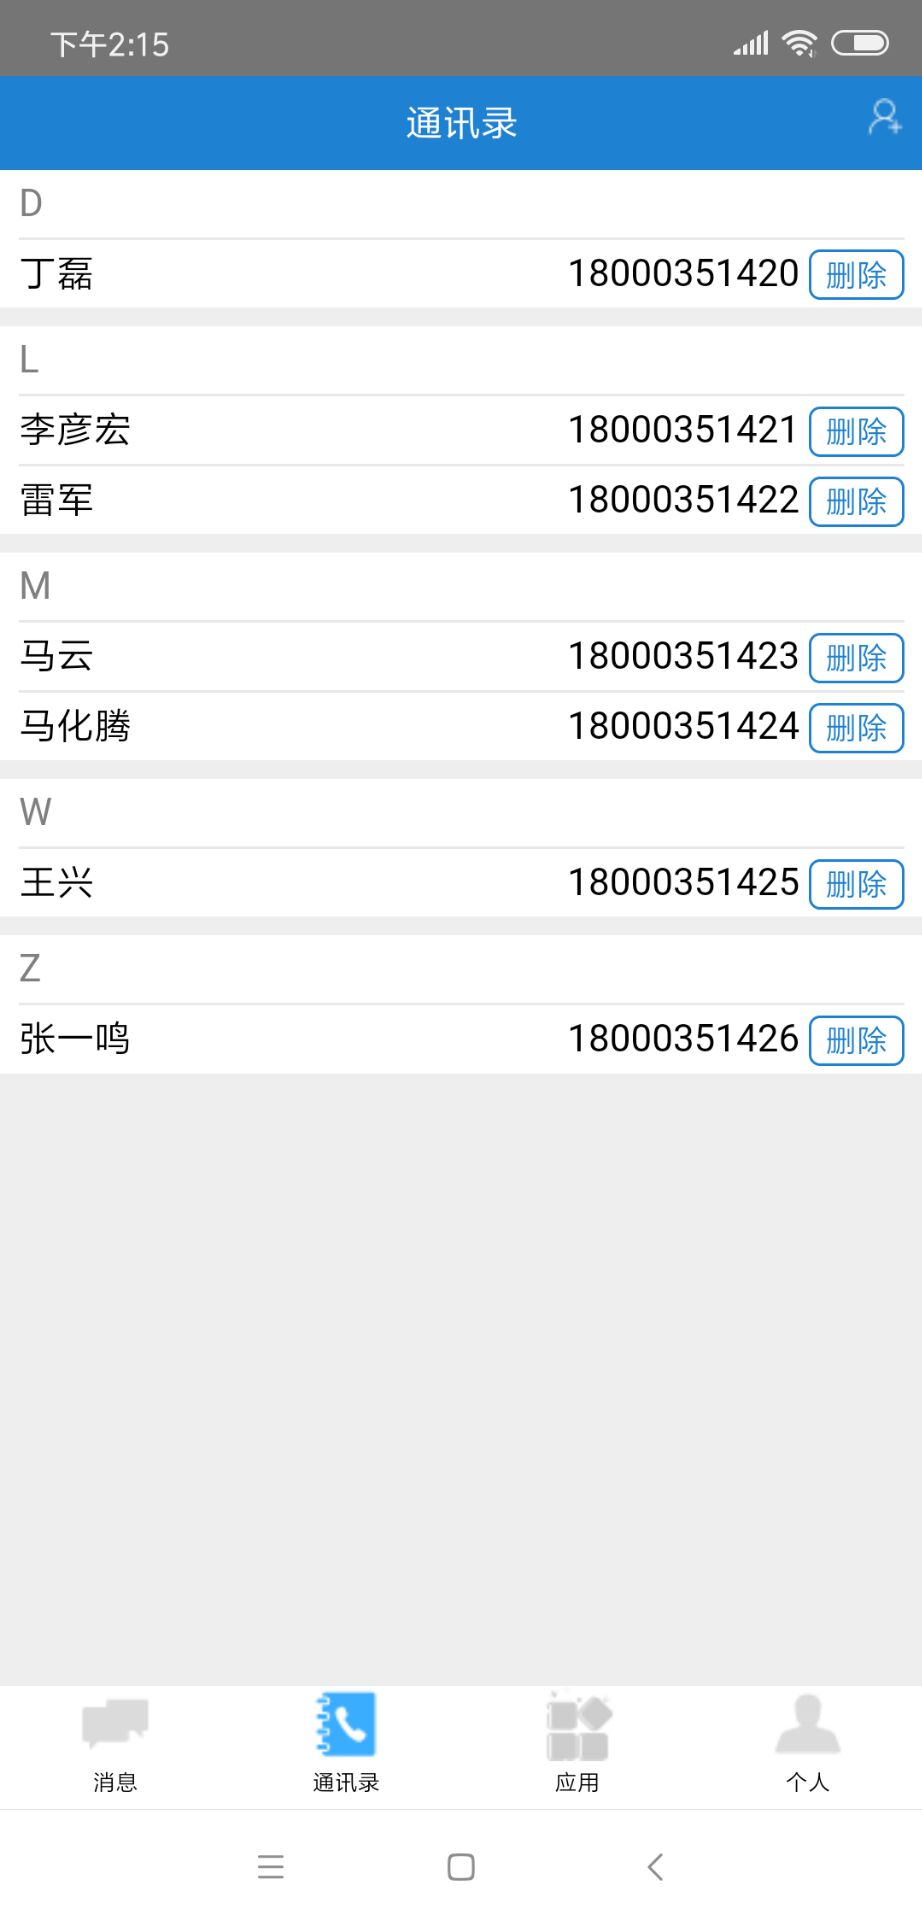 下午2:15
通讯录
D
丁磊 18000351420 删除
L
李彦宏 18000351421 删除
雷军 18000351422 删除
M
马云 18000351423 删除
马化腾 18000351424 删除
W
王兴 18000351425 删除
Z
张一鸣 18000351426 删除
消息 通讯录 应用 个人